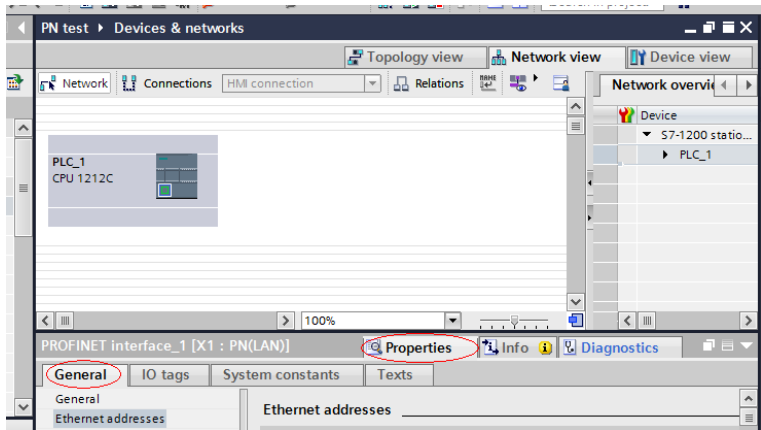 PN test ▸ Devices & networks
Topology view Network view Device view
Network Connections HMI connection Relations Network overvi
Device
S7-1200 statio...
PLC_1
PLC_1
CPU 1212C
100%
PROFINET interface_1 [X1 : PN(LAN)] Properties Info Diagnostics
General IO tags System constants Texts
General
Ethernet addresses
Ethernet addresses